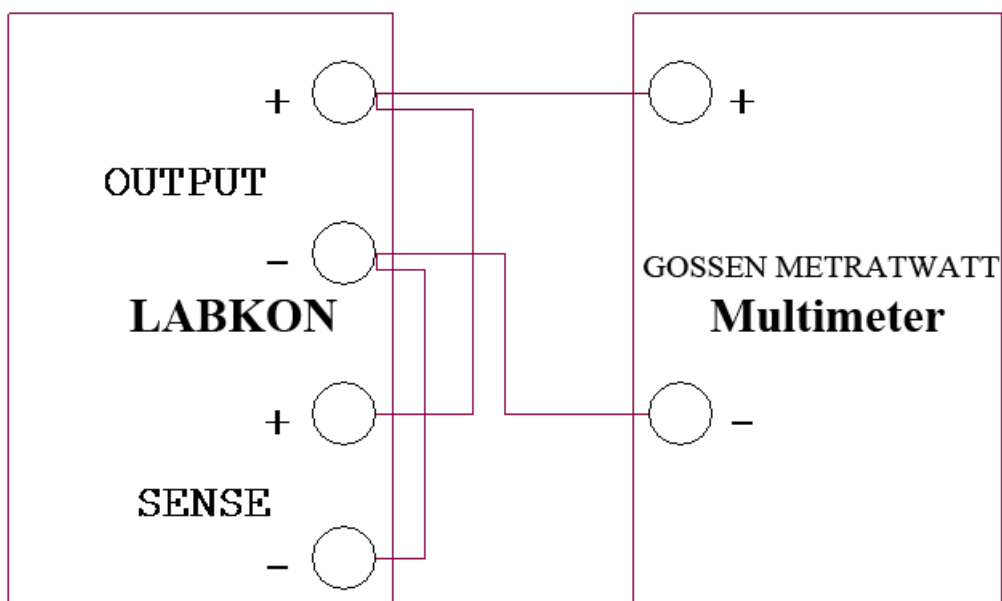 + +
OUTPUT
-
GOSSEN METRATWATT
LABKON Multimeter
+ -
SENSE
-